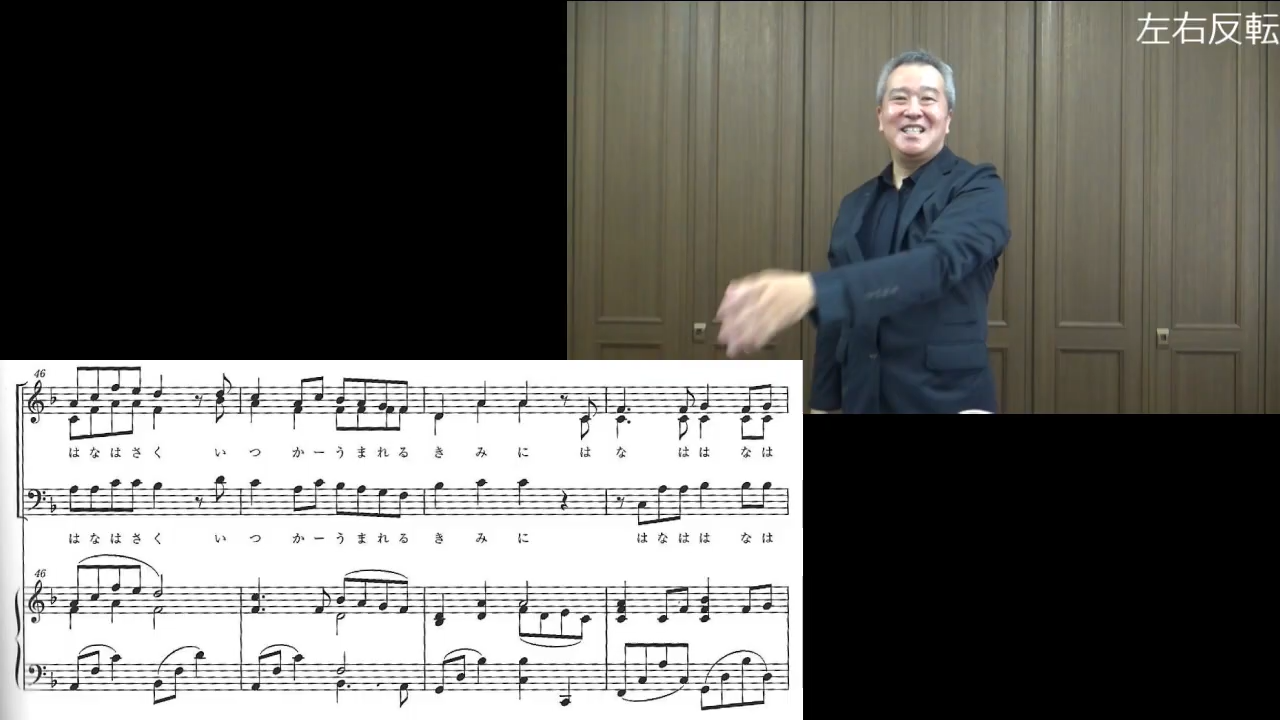 左右反転
46
はなはさく いつ かーうまれる きみに はな はは なは
はなはさく いつ かーうまれる きみに はなはは なは
46